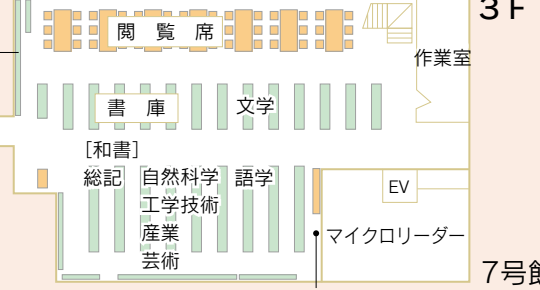 3F
閲覧席
作業室
書庫
文学
[和書]
総記
自然科学
工学技術
産業
芸術
語学
EV
マイクロリーダー
7号館